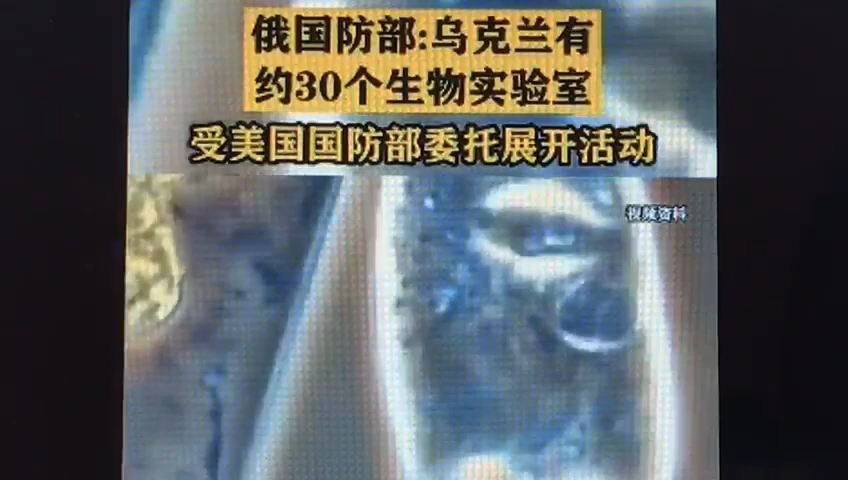 俄国防部:乌克兰有
约30个生物实验室
受美国国防部委托展开活动
视频资料